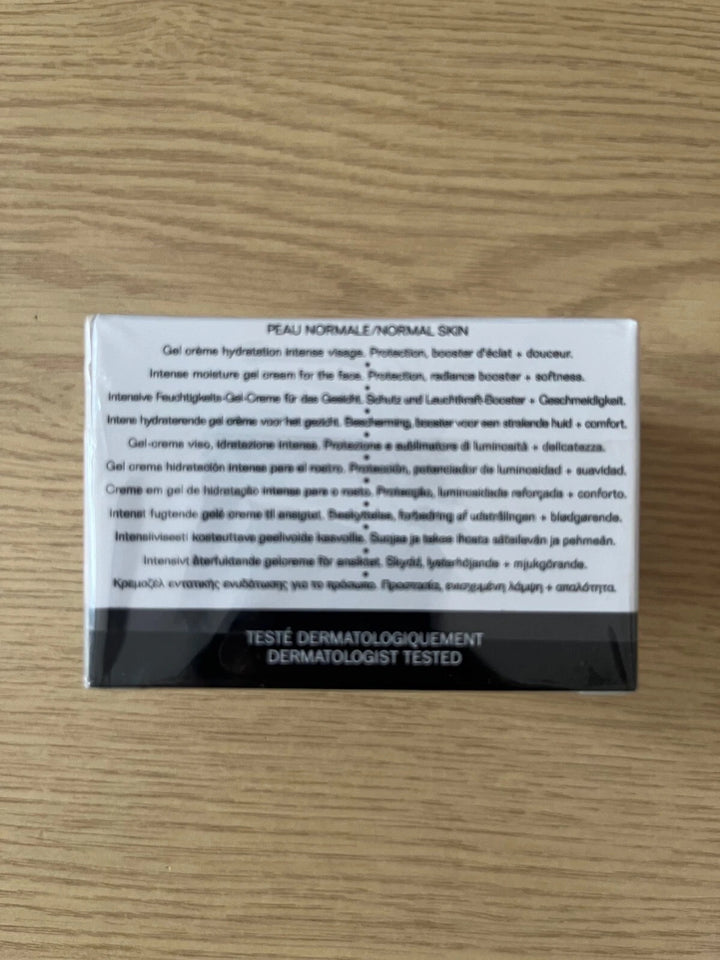 PEAU NORMALE/NORMAL SKIN
Gel crème hydratation intense visage. Protection, booster d'éclat + douceur.
Intense moisture gel cream for the face. Protection, radiance booster + softness.
Intensive Feuchtigkeits-Gel-Creme für das Gesicht. Schutz und Leuchtkraft-Booster + Geschmeidigkeit.
Intens hydraterende gel crème voor het gezicht. Bescherming, booster voor een stralende huid + comfort.
Gel-crema viso, idratazione intensa. Protezione e sublimatore di luminosità + delicatezza.
Gel crema hidratación intensa para el rostro. Protección, potenciador de luminosidad + suavidad.
Creme em gel de hidratação intensa para o rosto. Proteção, luminosidade reforçada + conforto.
Intenst fugtende gelé creme til ansigtet. Beskyttelse, forbedring af udstrålingen + blødgørende.
Intensiivisesti kosteuttava geelivoide kasvoille. Suojaa ja tekee ihosta säteilevän ja pehmeän.
Intensivt återfuktande gelcreme för ansiktet. Skydd, lysterhöjande + mjukgörande.
Κρεμοζέλ εντατικής ενυδάτωσης για το πρόσωπο. Προστασία, ενισχυμένη λάμψη + απαλότητα.
TESTÉ DERMATOLOGIQUEMENT
DERMATOLOGIST TESTED